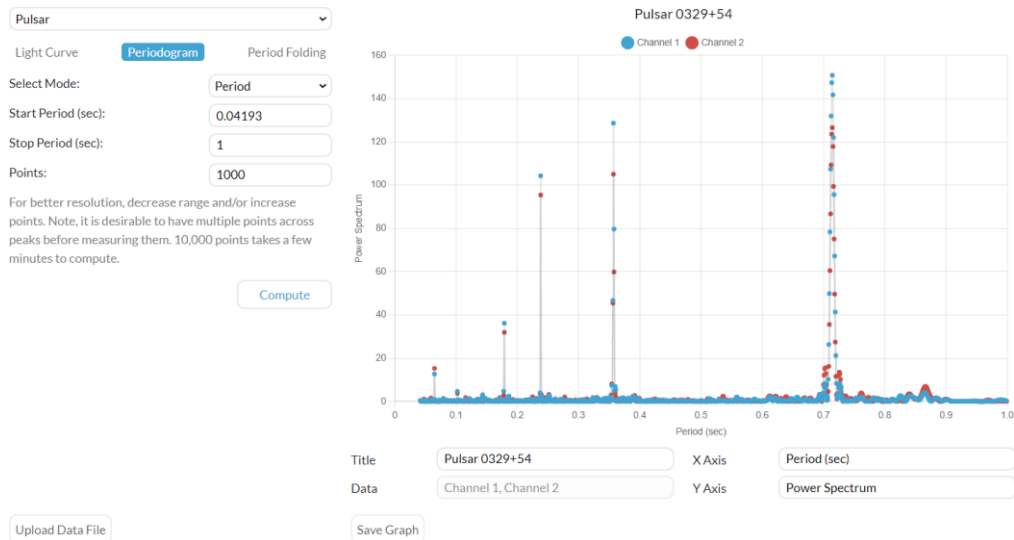 Pulsar
Light Curve Periodogram Period Folding
Select Mode: Period
Start Period (sec): 0.04193
Stop Period (sec): 1
Points: 1000
For better resolution, decrease range and/or increase
points. Note, it is desirable to have multiple points across
peaks before measuring them. 10,000 points takes a few
minutes to compute.
Compute
Upload Data File
Pulsar 0329+54
Channel 1 Channel 2
Power Spectrum
160
140
120
100
80
60
40
20
0
0 0.1 0.2 0.3 0.4 0.5 0.6 0.7 0.8 0.9 1.0
Period (sec)
Title Pulsar 0329+54 X Axis Period (sec)
Data Channel 1, Channel 2 Y Axis Power Spectrum
Save Graph